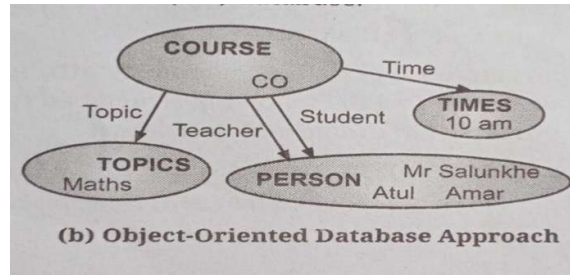 COURSE
CO
Time
TIMES
10 am
Topic
Teacher
Student
TOPICS
Maths
PERSON
Mr Salunkhe
Atul Amar
(b) Object-Oriented Database Approach